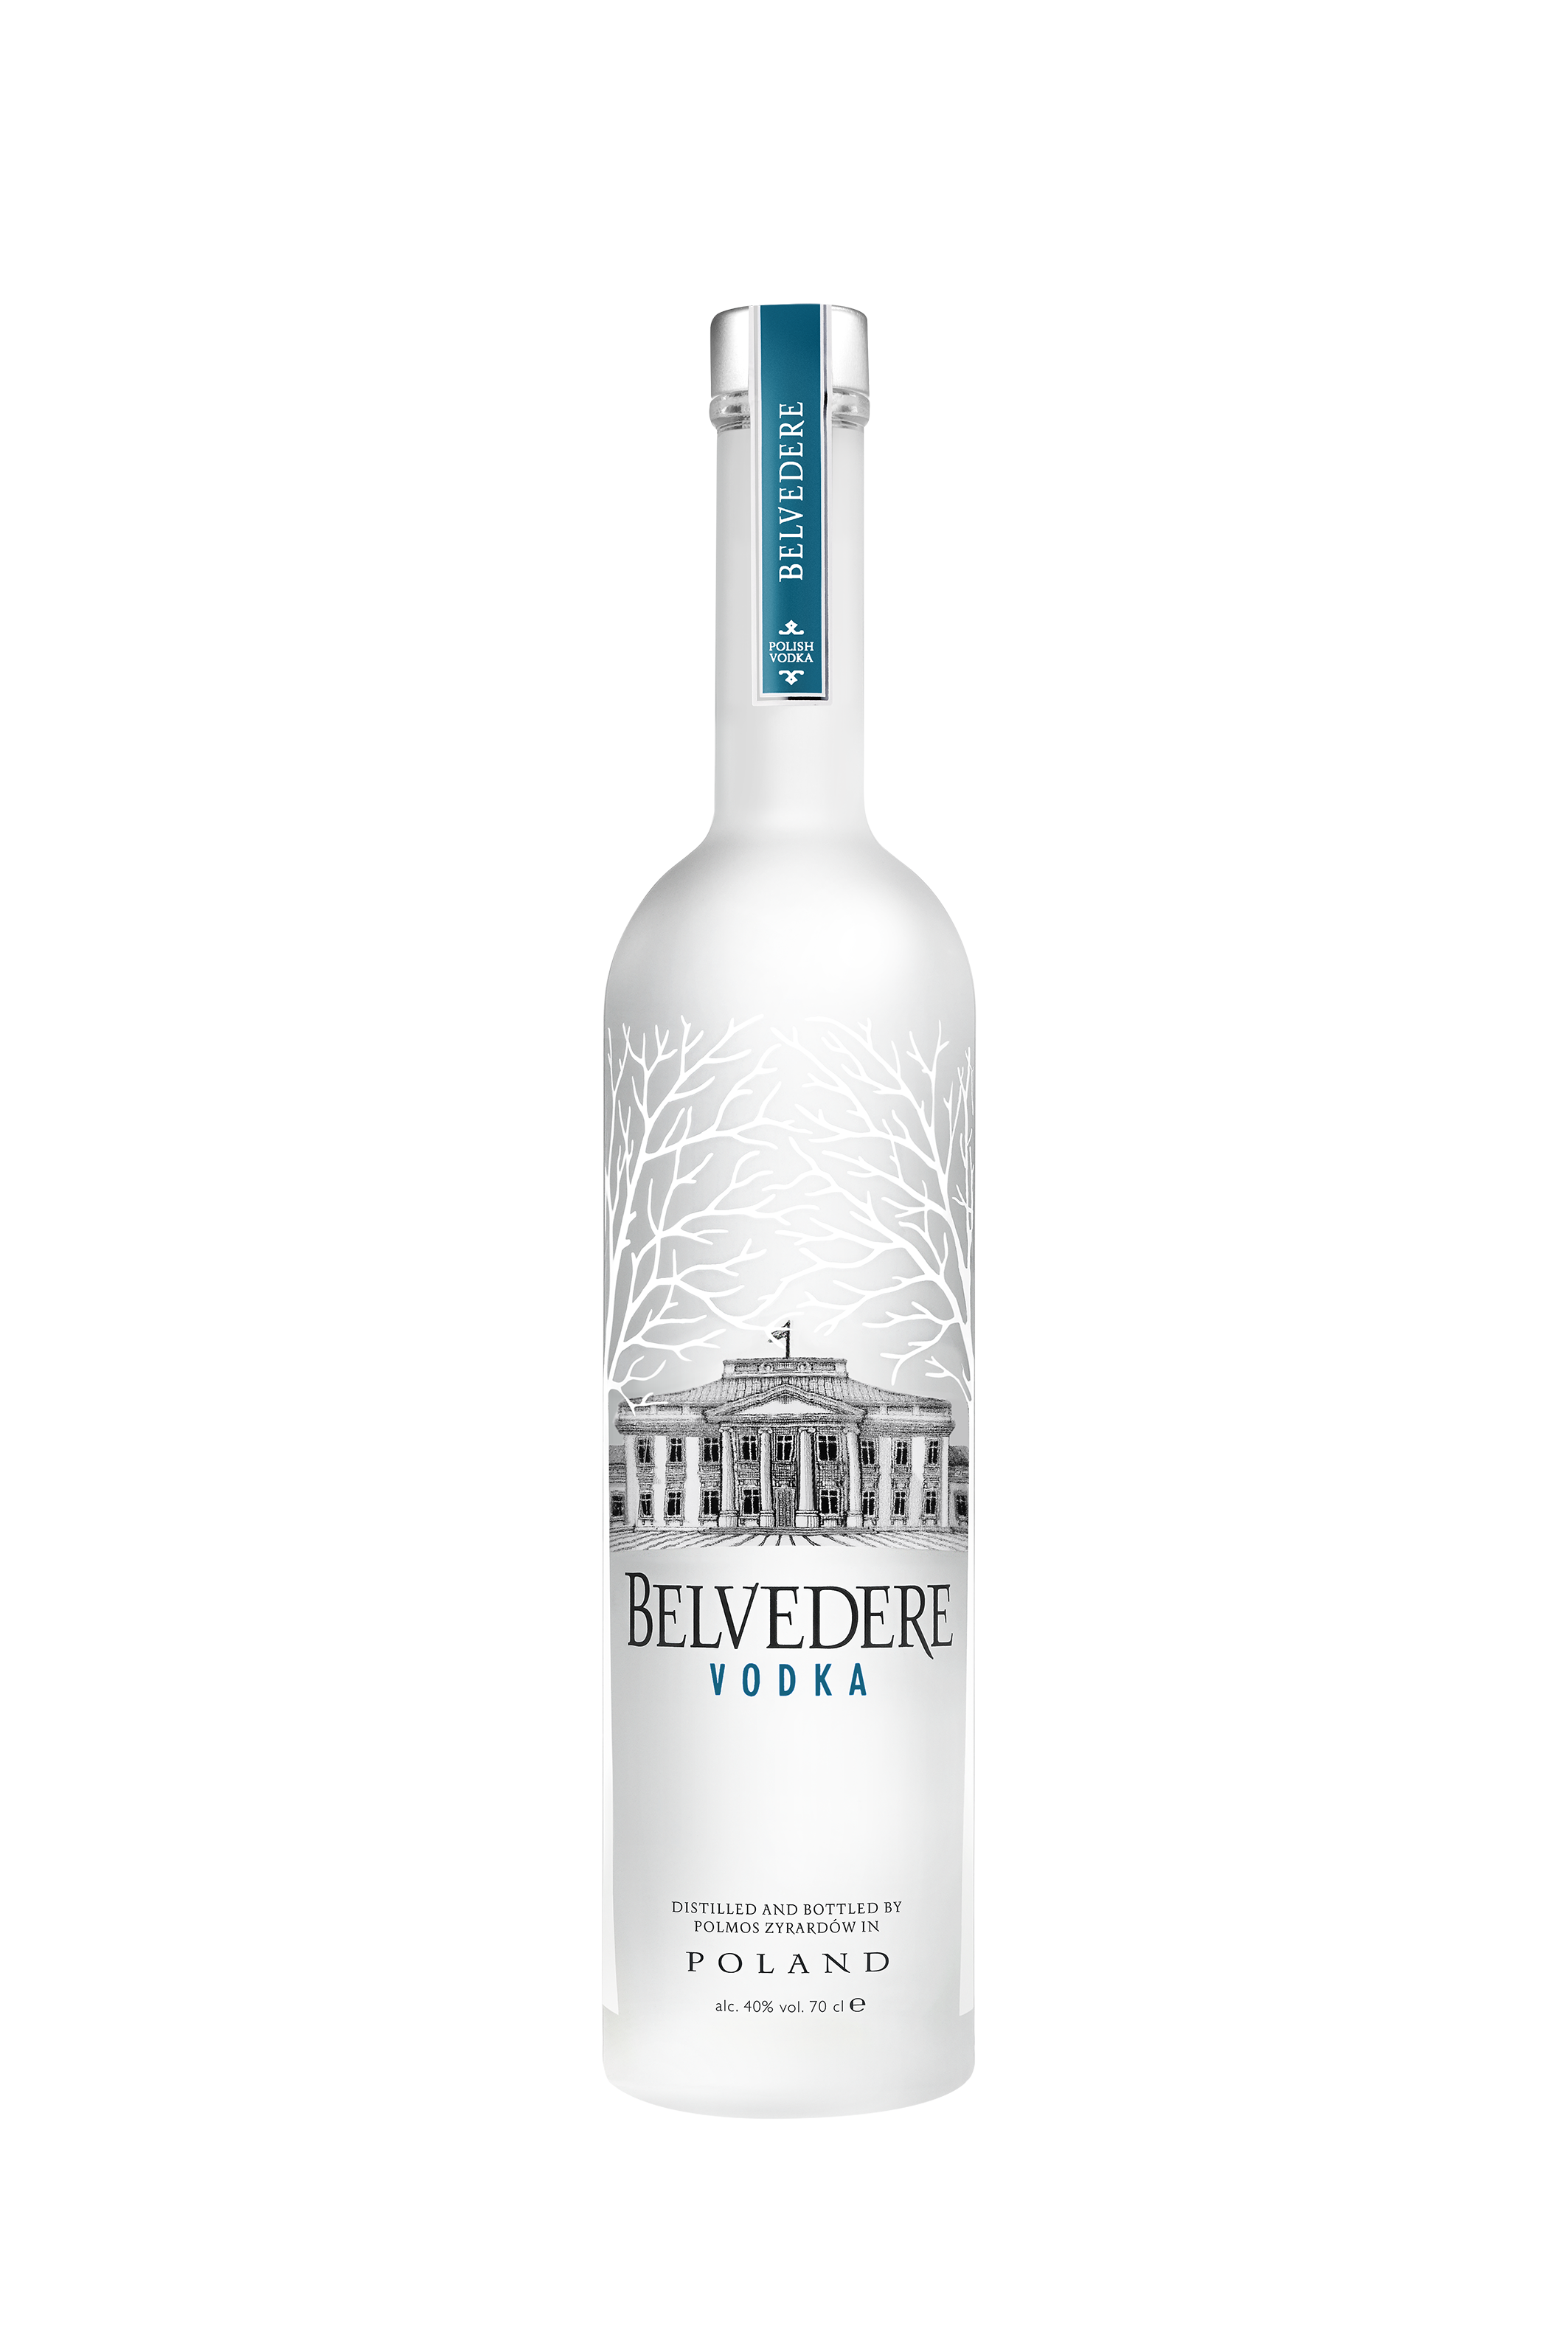 BELVEDERE
POLISH
VODKA
BELVEDERE
VODKA
DISTILLED AND BOTTLED BY
POLMOS ZYRARDÓW IN
POLAND
alc. 40% vol. 70 cl e